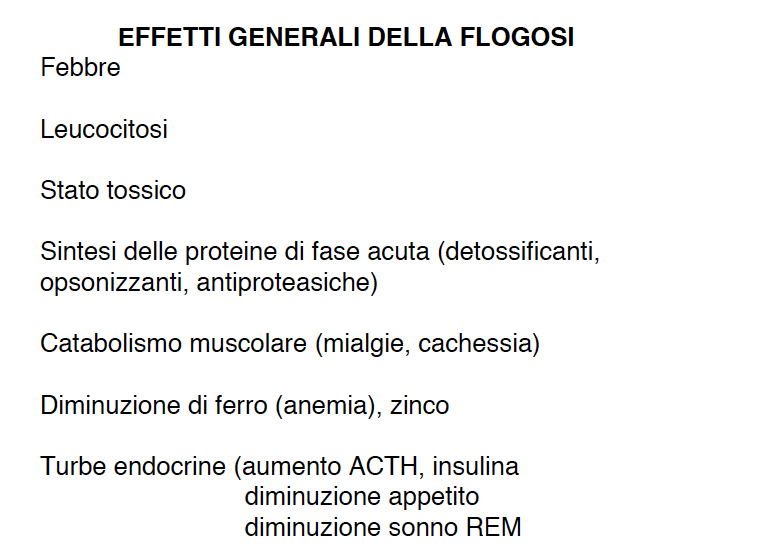 EFFETTI GENERALI DELLA FLOGOSI
Febbre
Leucocitosi
Stato tossico
Sintesi delle proteine di fase acuta (detossificanti,
opsonizzanti, antiproteasiche)
Catabolismo muscolare (mialgie, cachessia)
Diminuzione di ferro (anemia), zinco
Turbe endocrine (aumento ACTH, insulina
diminuzione appetito
diminuzione sonno REM